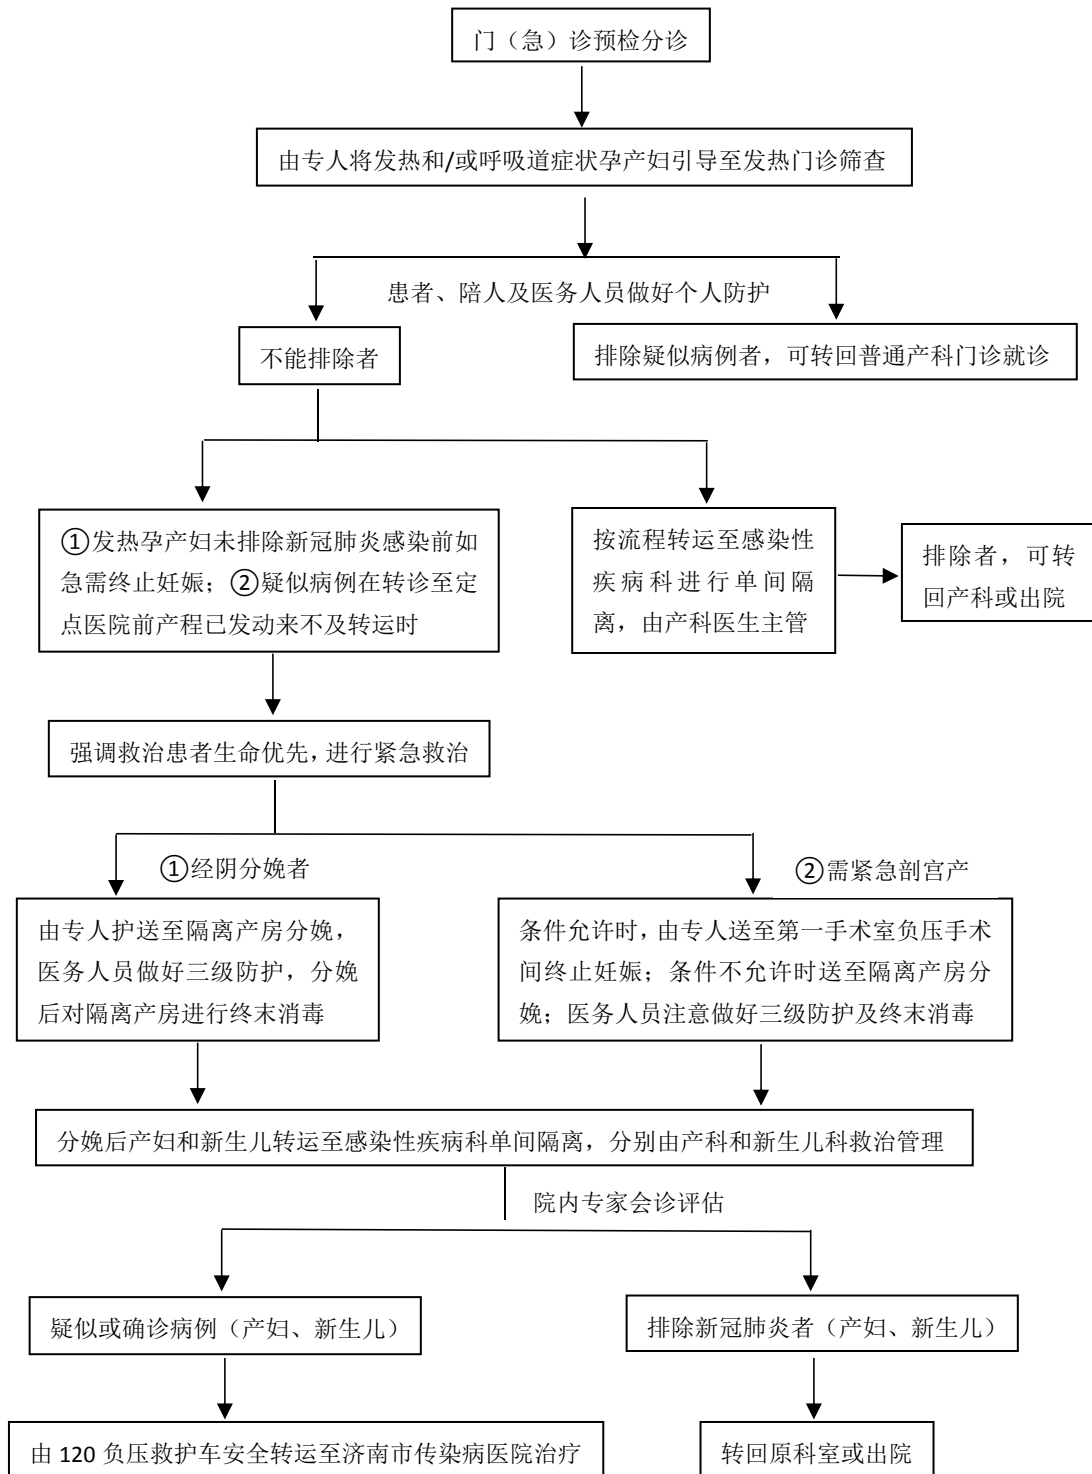 门（急）诊预检分诊
由专人将发热和/或呼吸道症状孕产妇引导至发热门诊筛查
患者、陪人及医务人员做好个人防护
不能排除者
排除疑似病例者，可转回普通产科门诊就诊
①发热孕产妇未排除新冠肺炎感染前如
急需终止妊娠；②疑似病例在转诊至定
点医院前产程已发动来不及转运时
按流程转运至感染性
疾病科进行单间隔
离，由产科医生主管
排除者，可转
回产科或出院
强调救治患者生命优先，进行紧急救治
①经阴分娩者
②需紧急剖宫产
由专人护送至隔离产房分娩，
医务人员做好三级防护，分娩
后对隔离产房进行终末消毒
条件允许时，由专人送至第一手术室负压手术
间终止妊娠；条件不允许时送至隔离产房分
娩；医务人员注意做好三级防护及终末消毒
分娩后产妇和新生儿转运至感染性疾病科单间隔离，分别由产科和新生儿科救治管理
院内专家会诊评估
疑似或确诊病例（产妇、新生儿）
排除新冠肺炎者（产妇、新生儿）
由 120 负压救护车安全转运至济南市传染病医院治疗
转回原科室或出院